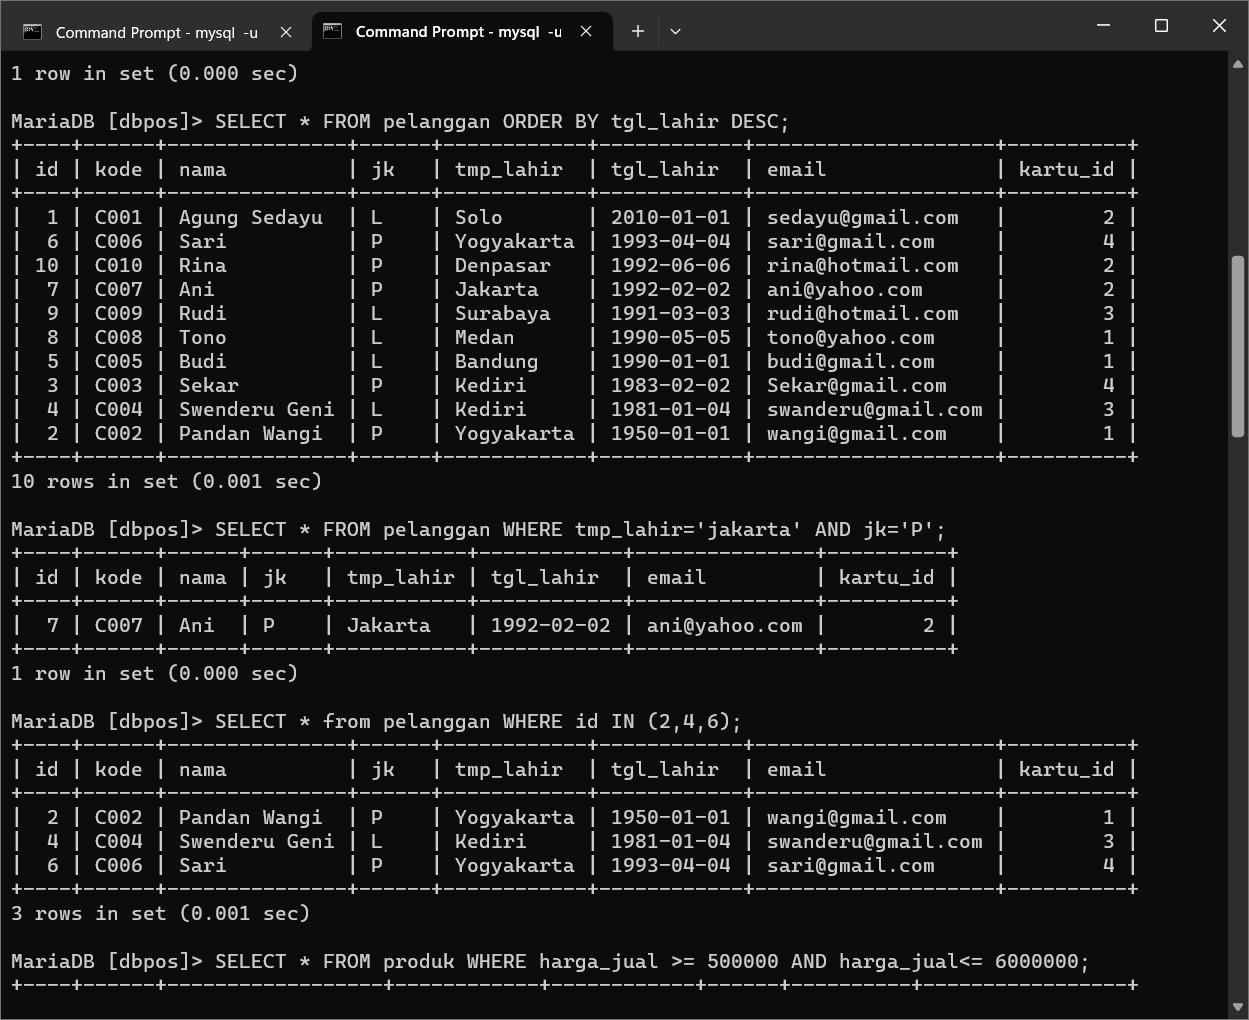 Command Prompt - mysql  -u
Command Prompt - mysql  -u
1 row in set (0.000 sec)
MariaDB [dbpos]> SELECT * FROM pelanggan ORDER BY tgl_lahir DESC;
+----+------+---------------+------+------------+------------+--------------------+----------+
| id | kode | nama          | jk   | tmp_lahir  | tgl_lahir  | email              | kartu_id |
+----+------+---------------+------+------------+------------+--------------------+----------+
|  1 | C001 | Agung Sedayu  | L    | Solo       | 2010-01-01 | sedayu@gmail.com   |        2 |
|  6 | C006 | Sari          | P    | Yogyakarta | 1993-04-04 | sari@gmail.com     |        4 |
| 10 | C010 | Rina          | P    | Denpasar   | 1992-06-06 | rina@hotmail.com   |        2 |
|  7 | C007 | Ani           | P    | Jakarta    | 1992-02-02 | ani@yahoo.com      |        2 |
|  9 | C009 | Rudi          | L    | Surabaya   | 1991-03-03 | rudi@hotmail.com   |        3 |
|  8 | C008 | Tono          | L    | Medan      | 1990-05-05 | tono@yahoo.com     |        1 |
|  5 | C005 | Budi          | L    | Bandung    | 1990-01-01 | budi@gmail.com     |        1 |
|  3 | C003 | Sekar         | P    | Kediri     | 1983-02-02 | Sekar@gmail.com    |        4 |
|  4 | C004 | Swenderu Geni | L    | Kediri     | 1981-01-04 | swanderu@gmail.com |        3 |
|  2 | C002 | Pandan Wangi  | P    | Yogyakarta | 1950-01-01 | wangi@gmail.com    |        1 |
+----+------+---------------+------+------------+------------+--------------------+----------+
10 rows in set (0.001 sec)
MariaDB [dbpos]> SELECT * FROM pelanggan WHERE tmp_lahir='jakarta' AND jk='P';
+----+------+------+------+-----------+------------+---------------+----------+
| id | kode | nama | jk   | tmp_lahir | tgl_lahir  | email         | kartu_id |
+----+------+------+------+-----------+------------+---------------+----------+
|  7 | C007 | Ani  | P    | Jakarta   | 1992-02-02 | ani@yahoo.com |        2 |
+----+------+------+------+-----------+------------+---------------+----------+
1 row in set (0.000 sec)
MariaDB [dbpos]> SELECT * from pelanggan WHERE id IN (2,4,6);
+----+------+---------------+------+------------+------------+--------------------+----------+
| id | kode | nama          | jk   | tmp_lahir  | tgl_lahir  | email              | kartu_id |
+----+------+---------------+------+------------+------------+--------------------+----------+
|  2 | C002 | Pandan Wangi  | P    | Yogyakarta | 1950-01-01 | wangi@gmail.com    |        1 |
|  4 | C004 | Swenderu Geni | L    | Kediri     | 1981-01-04 | swanderu@gmail.com |        3 |
|  6 | C006 | Sari          | P    | Yogyakarta | 1993-04-04 | sari@gmail.com     |        4 |
+----+------+---------------+------+------------+------------+--------------------+----------+
3 rows in set (0.001 sec)
MariaDB [dbpos]> SELECT * FROM produk WHERE harga_jual >= 500000 AND harga_jual<= 6000000;
+----+------+------------------+------------+------------+------+----------+-----------------+